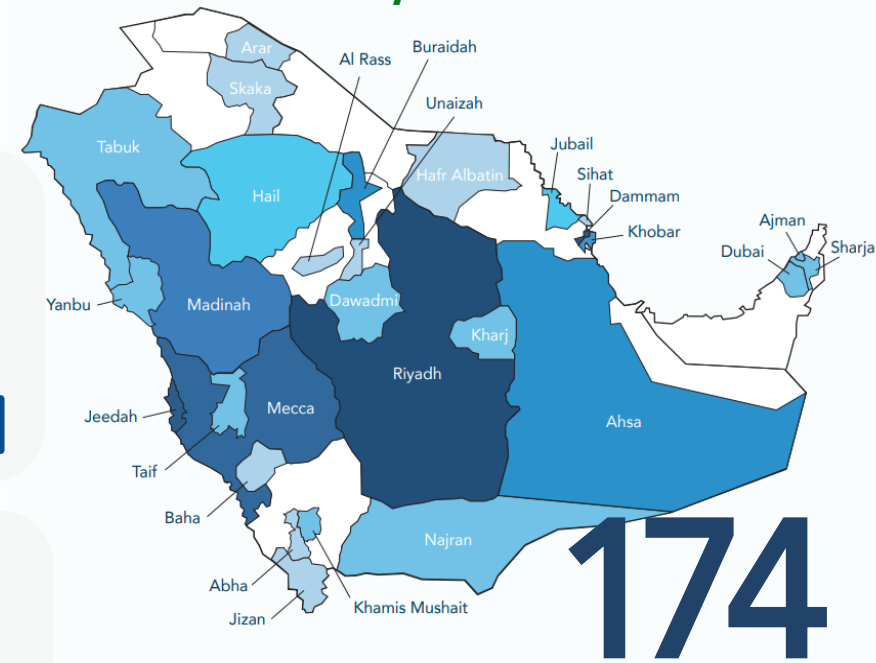 Arar
Buraidah
Al Rass
Skaka
Unaizah
Tabuk
Jubail
Hafr Albatin
Sihat
Hail
Dammam
Ajman
Khobar
Dubai
Sharja
Yanbu
Madinah
Dawadmi
Kharj
Riyadh
Jeedah
Mecca
Ahsa
Taif
Baha
Najran
174
Abha
Khamis Mushait
Jizan